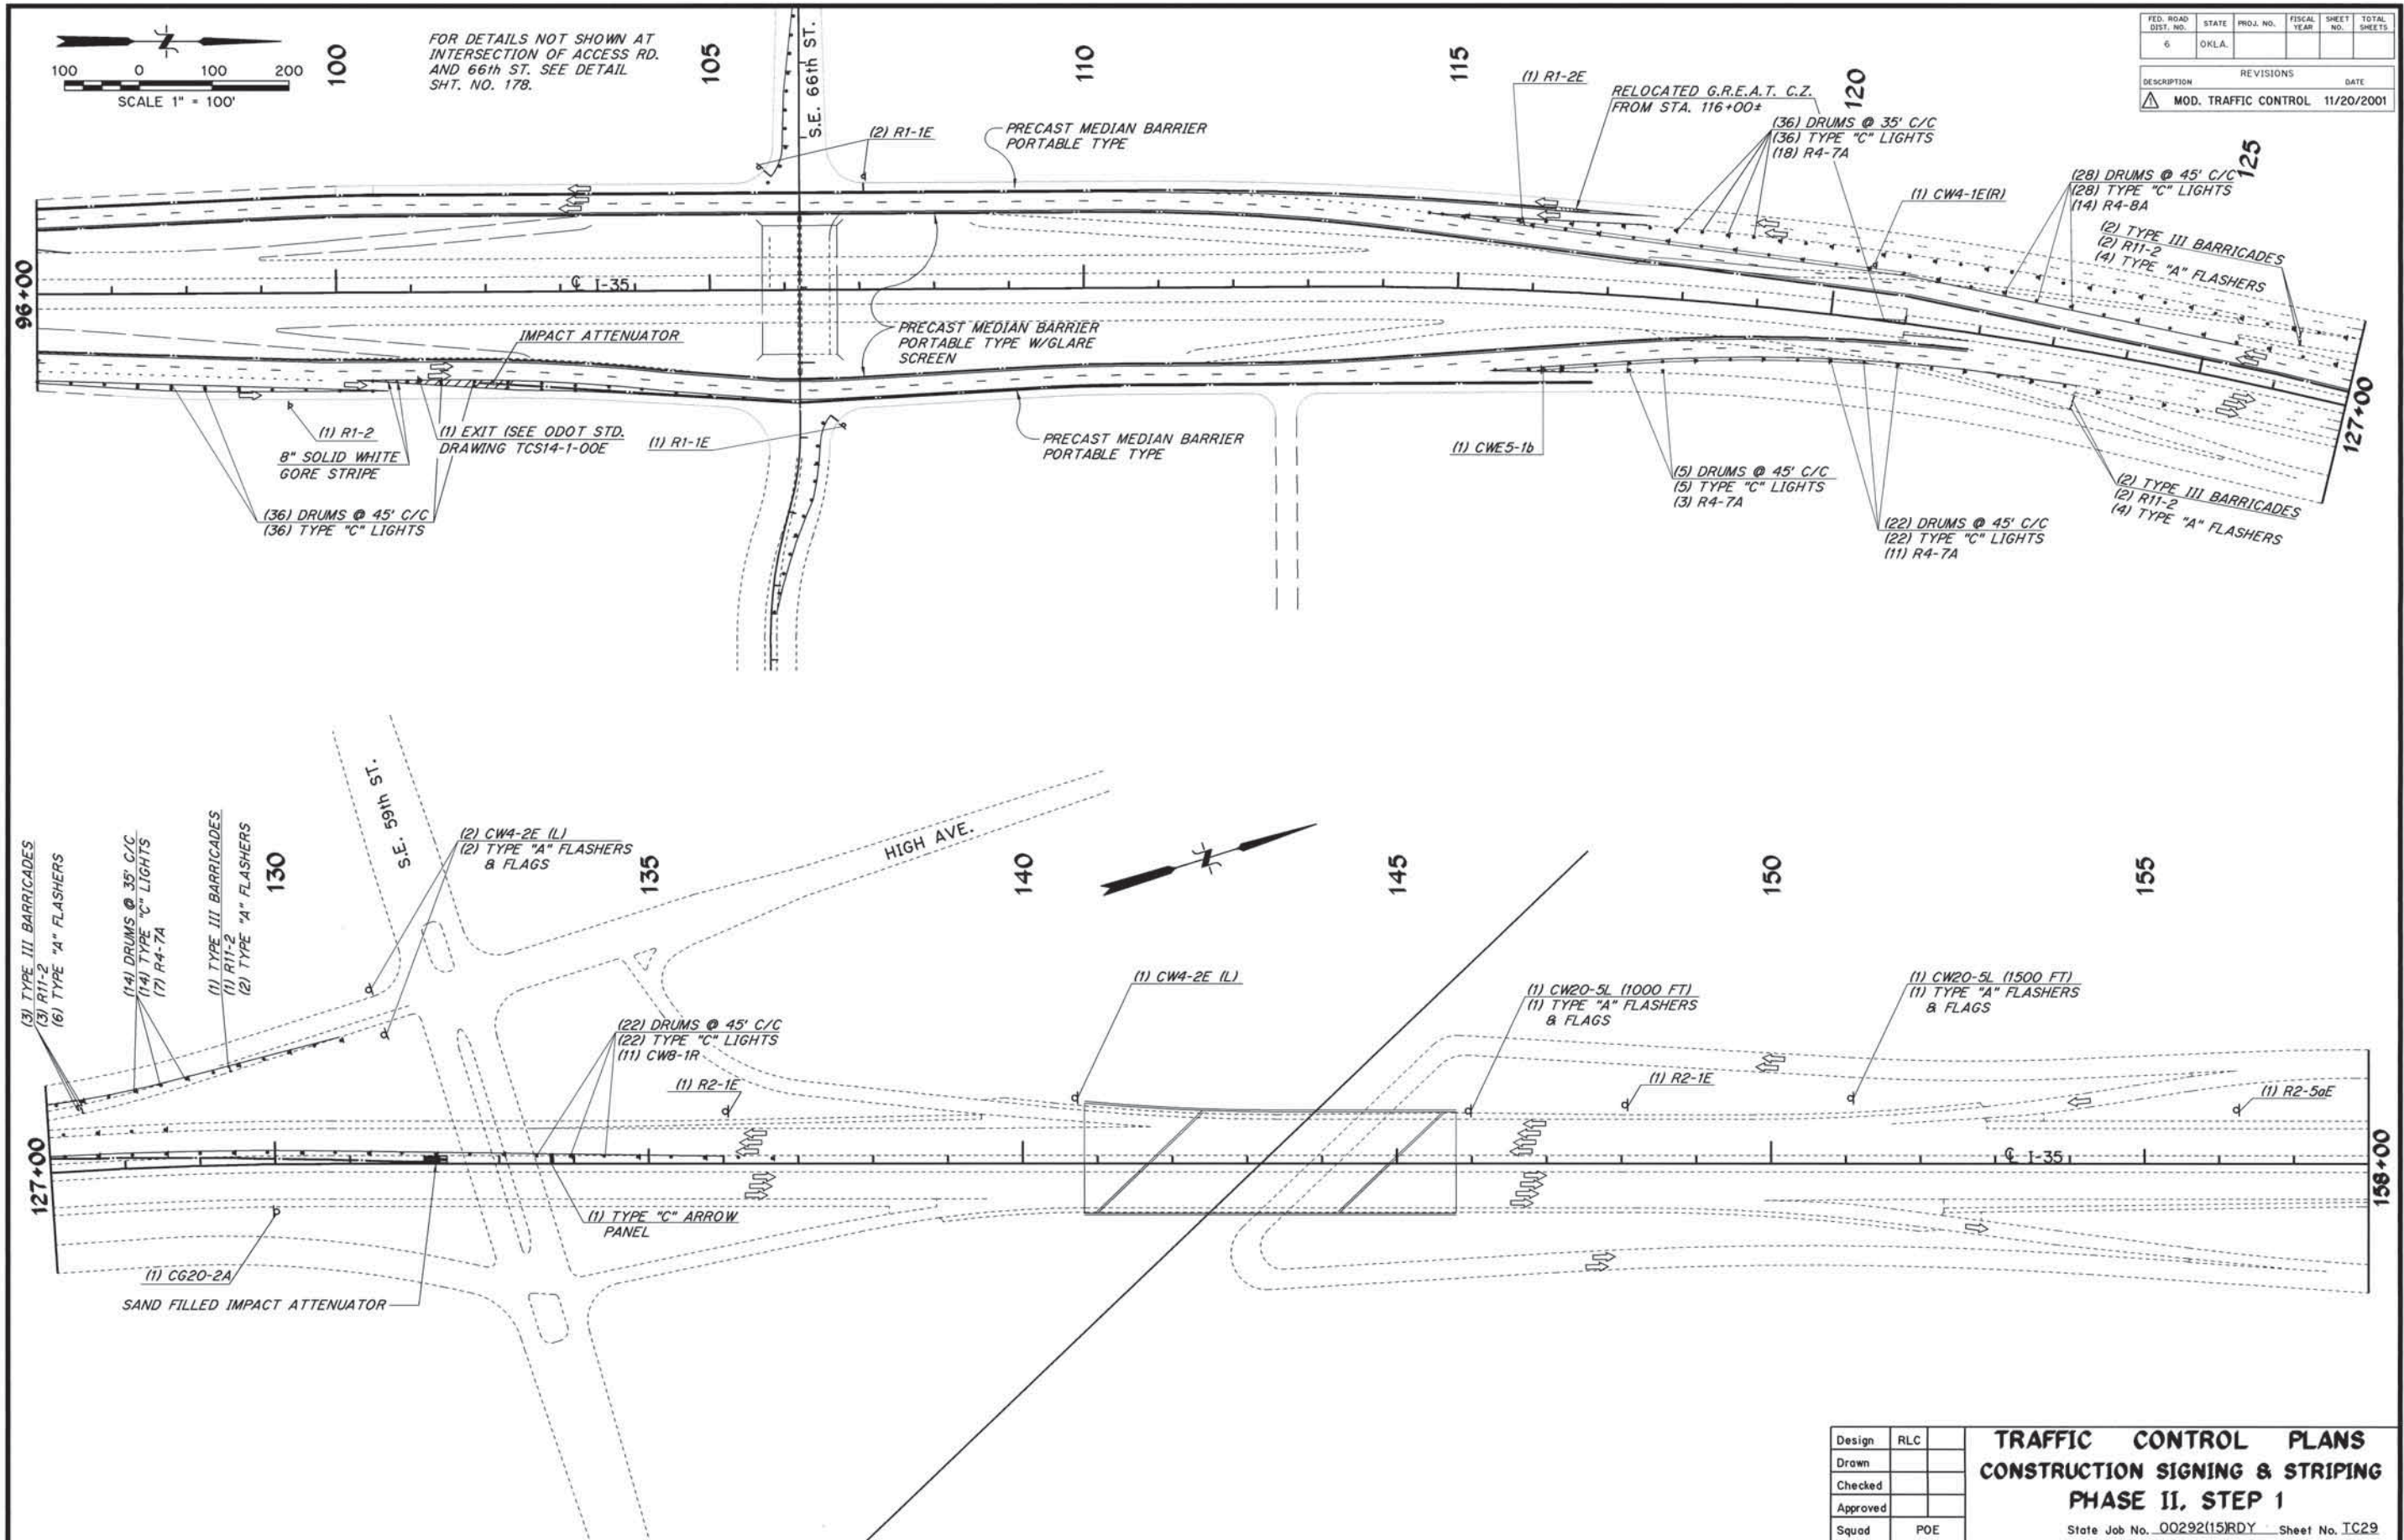 100 0 100 200
SCALE 1" = 100'
FOR DETAILS NOT SHOWN AT
INTERSECTION OF ACCESS RD.
AND 66th ST. SEE DETAIL
SHT. NO. 178.
100
105
110
115
120
125
S.E. 66th ST.
FED. ROAD DIST. NO. STATE PROJ. NO. FISCAL YEAR SHEET NO. TOTAL SHEETS
6 OKLA.
REVISIONS
DESCRIPTION DATE
1 MOD. TRAFFIC CONTROL 11/20/2001
(2) R1-1E
PRECAST MEDIAN BARRIER
PORTABLE TYPE
(1) R1-2E
RELOCATED G.R.E.A.T. C.Z.
FROM STA. 116+00±
(36) DRUMS @ 35' C/C
(36) TYPE "C" LIGHTS
(18) R4-7A
(1) CW4-1E(R)
(28) DRUMS @ 45' C/C
(28) TYPE "C" LIGHTS
(14) R4-8A
(2) TYPE III BARRICADES
(2) R11-2
(4) TYPE "A" FLASHERS
96+00
℄ I-35
IMPACT ATTENUATOR
PRECAST MEDIAN BARRIER
PORTABLE TYPE W/GLARE
SCREEN
127+00
(1) R1-2
8" SOLID WHITE
GORE STRIPE
(1) EXIT (SEE ODOT STD.
DRAWING TCS14-1-00E
(1) R1-1E
PRECAST MEDIAN BARRIER
PORTABLE TYPE
(1) CWE5-1b
(5) DRUMS @ 45' C/C
(5) TYPE "C" LIGHTS
(3) R4-7A
(36) DRUMS @ 45' C/C
(36) TYPE "C" LIGHTS
(22) DRUMS @ 45' C/C
(22) TYPE "C" LIGHTS
(11) R4-7A
(2) TYPE III BARRICADES
(2) R11-2
(4) TYPE "A" FLASHERS
(3) TYPE III BARRICADES
(3) R11-2
(6) TYPE "A" FLASHERS
(14) DRUMS @ 35' C/C
(14) TYPE "C" LIGHTS
(7) R4-7A
(1) TYPE III BARRICADES
(1) R11-2
(2) TYPE "A" FLASHERS
130
S.E. 59th ST.
(2) CW4-2E (L)
(2) TYPE "A" FLASHERS
& FLAGS
135
HIGH AVE.
140
145
150
155
(22) DRUMS @ 45' C/C
(22) TYPE "C" LIGHTS
(11) CW8-1R
(1) R2-1E
(1) CW4-2E (L)
(1) CW20-5L (1000 FT)
(1) TYPE "A" FLASHERS
& FLAGS
(1) R2-1E
(1) CW20-5L (1500 FT)
(1) TYPE "A" FLASHERS
& FLAGS
(1) R2-5aE
127+00
℄ I-35
158+00
(1) CG20-2A
SAND FILLED IMPACT ATTENUATOR
(1) TYPE "C" ARROW
PANEL
Design RLC
Drawn
Checked
Approved
Squad POE
TRAFFIC CONTROL PLANS
CONSTRUCTION SIGNING & STRIPING
PHASE II, STEP 1
State Job No. 00292(15)RDY Sheet No. TC29